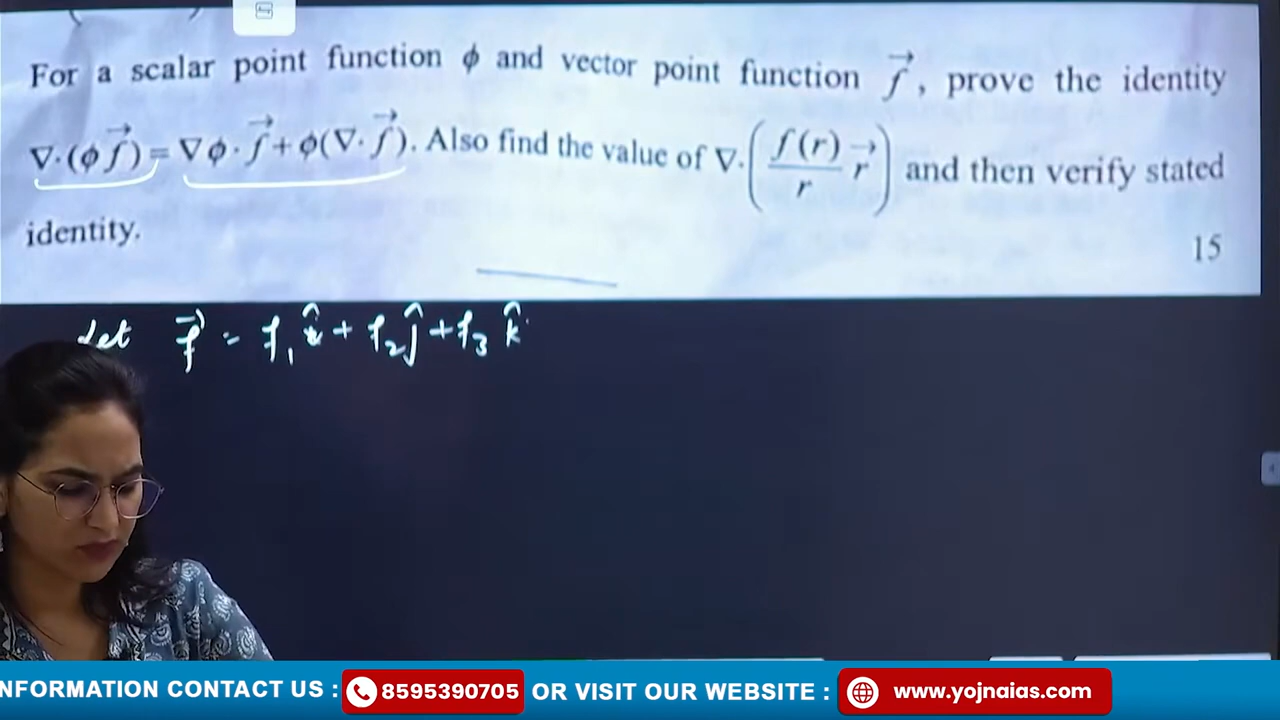 For a scalar point function ϕ and vector point function f⃗, prove the identity
∇·(ϕf⃗) = ∇ϕ·f⃗ + ϕ(∇·f⃗). Also find the value of ∇·(f(r)/r r⃗) and then verify stated
identity.
15
Let f⃗ = f₁î + f₂ĵ + f₃k̂
NFORMATION CONTACT US : 8595390705 OR VISIT OUR WEBSITE : www.yojnaias.com